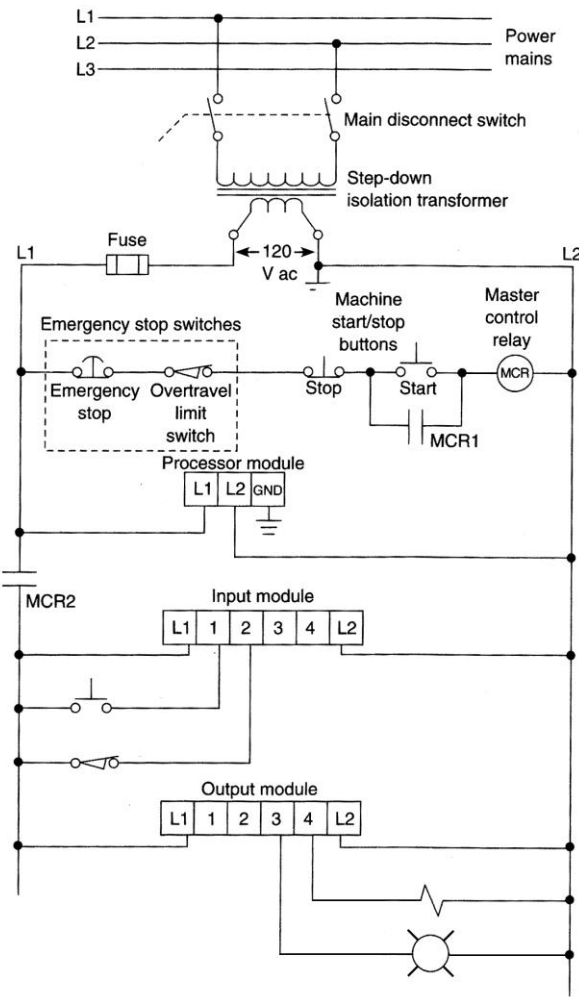 L1
L2
L3
Power
mains
Main disconnect switch
Step-down
isolation transformer
L1
Fuse
120
V ac
L2
Emergency stop switches
Machine
start/stop
buttons
Master
control
relay
MCR
Emergency
stop
Overtravel
limit
switch
Stop
Start
MCR1
Processor module
L1 L2 GND
MCR2
Input module
L1 1 2 3 4 L2
Output module
L1 1 2 3 4 L2